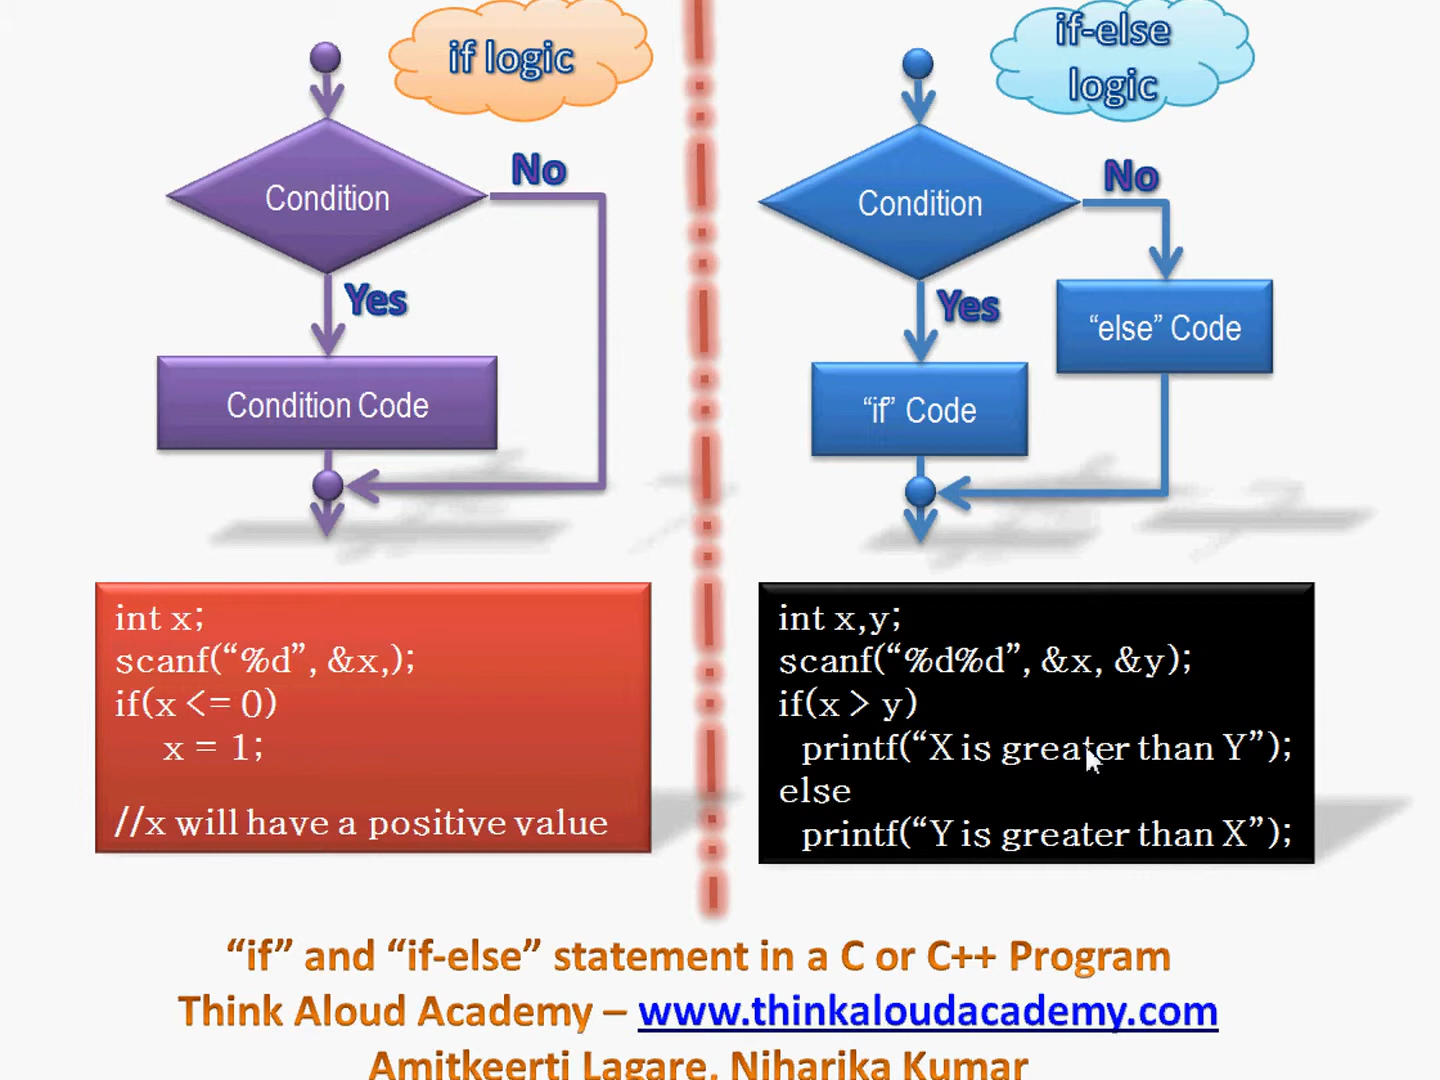 if logic
Condition
No
Yes
Condition Code
if-else
logic
Condition
No
Yes
“else” Code
“if” Code
int x;
scanf(“%d”, &x,);
if(x <= 0)
x = 1;
//x will have a positive value
int x,y;
scanf(“%d%d”, &x, &y);
if(x > y)
printf(“X is greater than Y”);
else
printf(“Y is greater than X”);
“if” and “if-else” statement in a C or C++ Program
Think Aloud Academy – www.thinkaloudacademy.com
Amitkeerti Lagare, Niharika Kumar